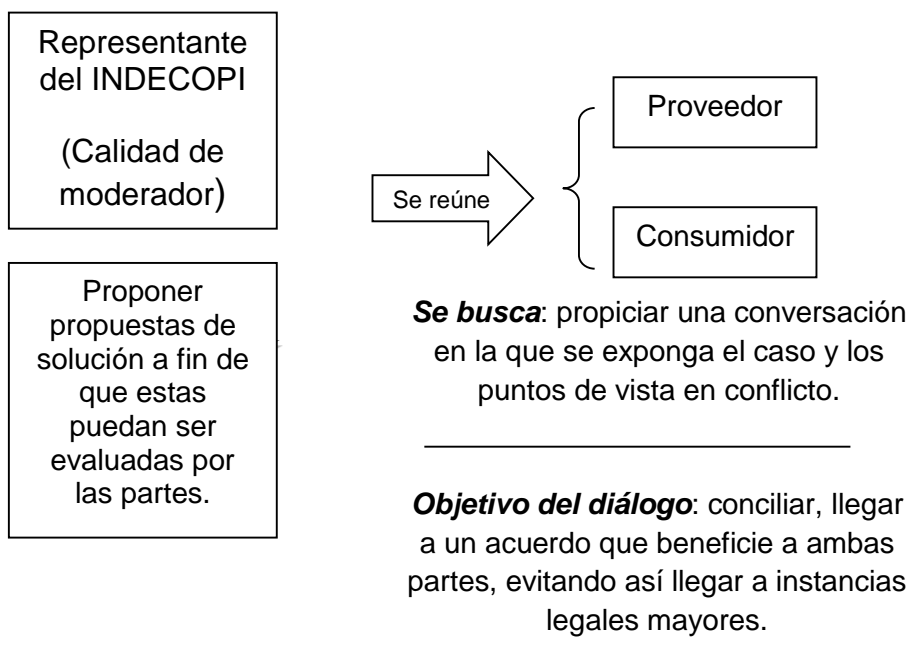 Representante
del INDECOPI
(Calidad de
moderador)
Proponer
propuestas de
solución a fin de
que estas
puedan ser
evaluadas por
las partes.
Se reúne
Proveedor
Consumidor
Se busca: propiciar una conversación
en la que se exponga el caso y los
puntos de vista en conflicto.
Objetivo del diálogo: conciliar, llegar
a un acuerdo que beneficie a ambas
partes, evitando así llegar a instancias
legales mayores.